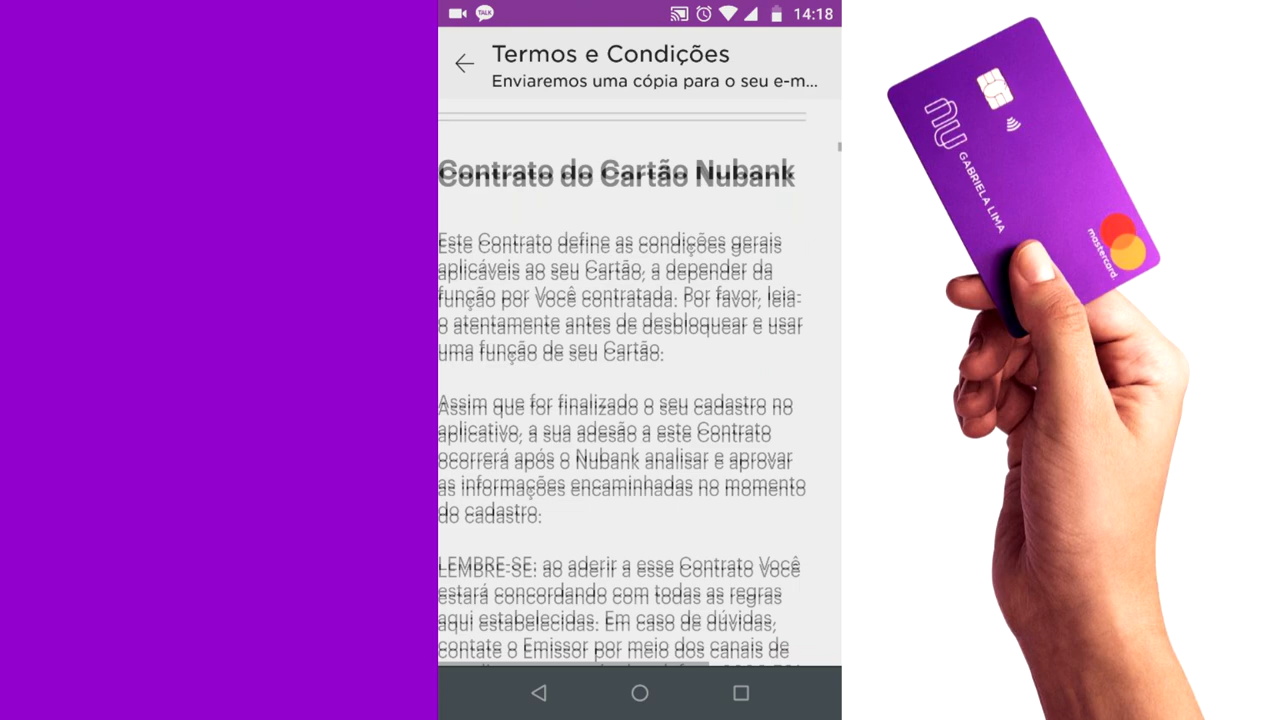 TALK
14:18
Termos e Condições
Enviaremos uma cópia para o seu e-m...
Contrato do Cartão Nubank
Este Contrato define as condições gerais
aplicáveis ao seu Cartão, a depender da
função por Você contratada. Por favor, leia-
o atentamente antes de desbloquear e usar
uma função de seu Cartão.
Assim que for finalizado o seu cadastro no
aplicativo, a sua adesão a este Contrato
ocorrerá após o Nubank analisar e aprovar
as informações encaminhadas no momento
do cadastro.
LEMBRE-SE: ao aderir a esse Contrato Você
estará concordando com todas as regras
aqui estabelecidas. Em caso de dúvidas,
contate o Emissor por meio dos canais de
nu
GABRIELA LIMA
mastercard